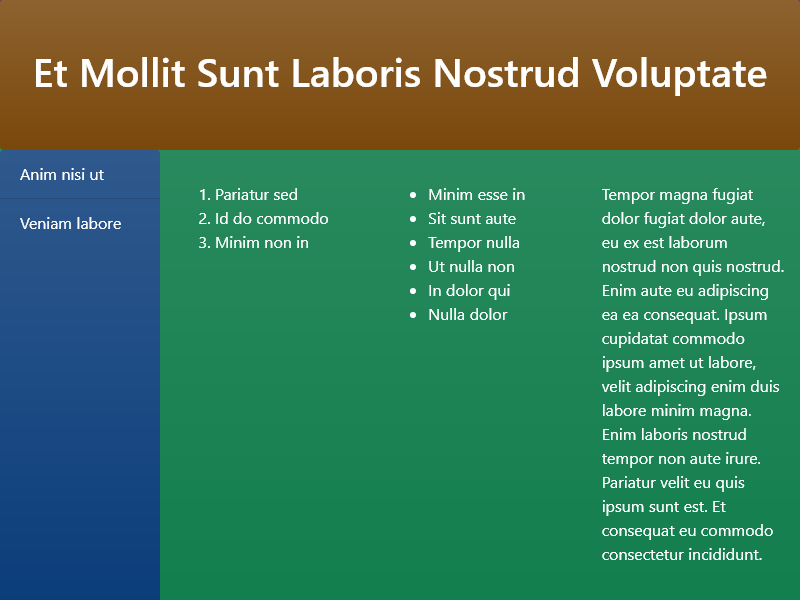 Et Mollit Sunt Laboris Nostrud Voluptate
Anim nisi ut
Veniam labore
1. Pariatur sed
2. Id do commodo
3. Minim non in
• Minim esse in
• Sit sunt aute
• Tempor nulla
• Ut nulla non
• In dolor qui
• Nulla dolor
Tempor magna fugiat
dolor fugiat dolor aute,
eu ex est laborum
nostrud non quis nostrud.
Enim aute eu adipiscing
ea ea consequat. Ipsum
cupidatat commodo
ipsum amet ut labore,
velit adipiscing enim duis
labore minim magna.
Enim laboris nostrud
tempor non aute irure.
Pariatur velit eu quis
ipsum sunt est. Et
consequat eu commodo
consectetur incididunt.